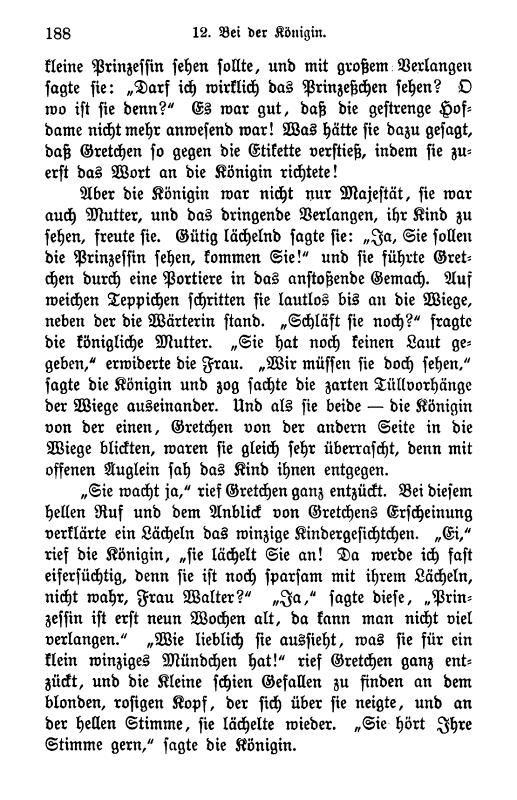 188 12. Bei der Königin.
kleine Prinzessin sehen sollte, und mit großem Verlangen
sagte sie: „Darf ich wirklich das Prinzeßchen sehen? O
wo ist sie denn?“ Es war gut, daß die gestrenge Hof-
dame nicht mehr anwesend war! Was hätte sie dazu gesagt,
daß Gretchen so gegen die Etikette verstieß, indem sie zu-
erst das Wort an die Königin richtete!
Aber die Königin war nicht nur Majestät, sie war
auch Mutter, und das dringende Verlangen, ihr Kind zu
sehen, freute sie. Gütig lächelnd sagte sie: „Ja, Sie sollen
die Prinzessin sehen, kommen Sie!“ und sie führte Gret-
chen durch eine Portiere in das anstoßende Gemach. Auf
weichen Teppichen schritten sie lautlos bis an die Wiege,
neben der die Wärterin stand. „Schläft sie noch?“ fragte
die königliche Mutter. „Sie hat noch keinen Laut ge-
geben,“ erwiderte die Frau. „Wir müssen sie doch sehen,“
sagte die Königin und zog sachte die zarten Tüllvorhänge
der Wiege auseinander. Und als sie beide — die Königin
von der einen, Gretchen von der andern Seite in die
Wiege blickten, waren sie gleich sehr überrascht, denn mit
offenen Auglein sah das Kind ihnen entgegen.
„Sie wacht ja,“ rief Gretchen ganz entzückt. Bei diesem
hellen Ruf und dem Anblick von Gretchens Erscheinung
verklärte ein Lächeln das winzige Kindergesichtchen. „Ei,“
rief die Königin, „sie lächelt Sie an! Da werde ich fast
eifersüchtig, denn sie ist noch sparsam mit ihrem Lächeln,
nicht wahr, Frau Walter?“ „Ja,“ sagte diese, „Prin-
zessin ist erst neun Wochen alt, da kann man nicht viel
verlangen.“ „Wie lieblich sie aussieht, was sie für ein
klein winziges Mündchen hat!“ rief Gretchen ganz ent-
zückt, und die Kleine schien Gefallen zu finden an dem
blonden, rosigen Kopf, der sich über sie neigte, und an
der hellen Stimme, sie lächelte wieder. „Sie hört Ihre
Stimme gern,“ sagte die Königin.